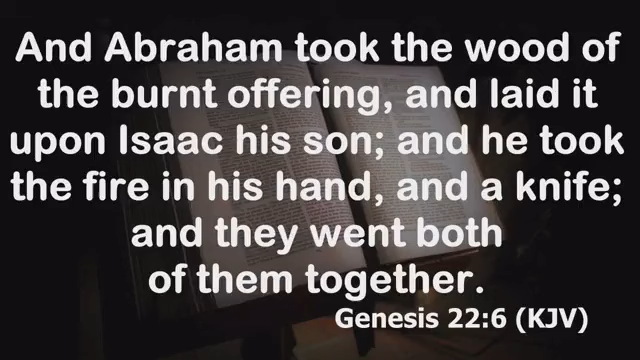 And Abraham took the wood of
the burnt offering, and laid it
upon Isaac his son; and he took
the fire in his hand, and a knife;
and they went both
of them together.
Genesis 22:6 (KJV)